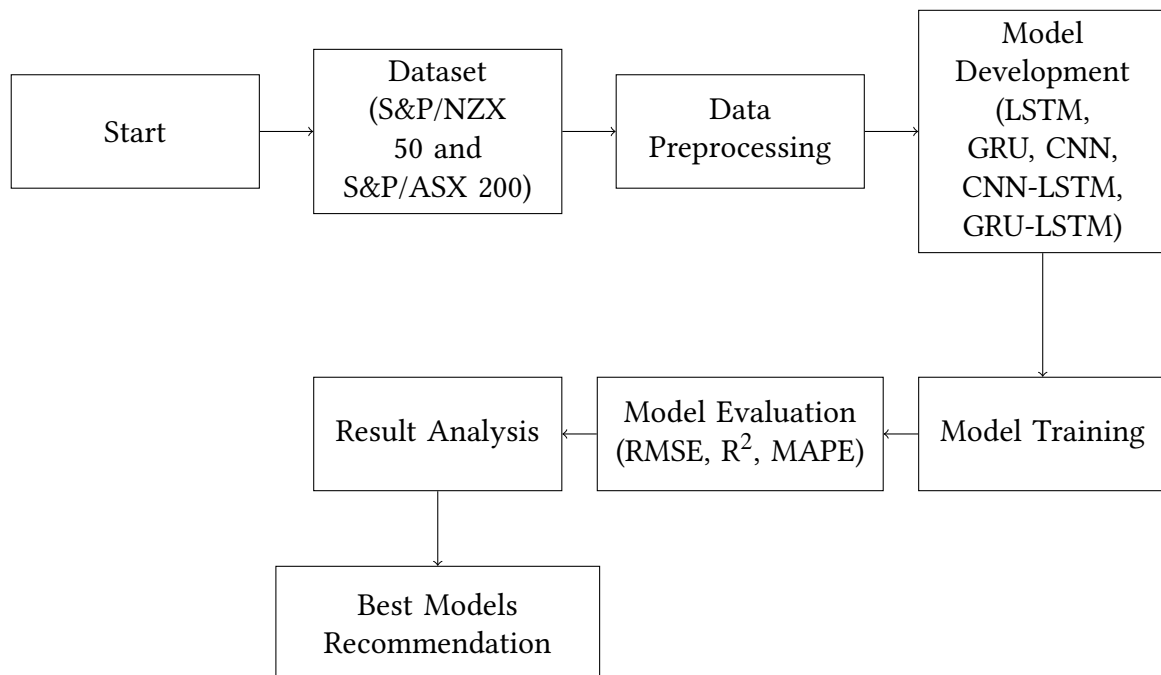 Start
Dataset
(S&P/NZX
50 and
S&P/ASX 200)
Data
Preprocessing
Model
Development
(LSTM,
GRU, CNN,
CNN-LSTM,
GRU-LSTM)
Model Training
Model Evaluation
(RMSE, R², MAPE)
Result Analysis
Best Models
Recommendation